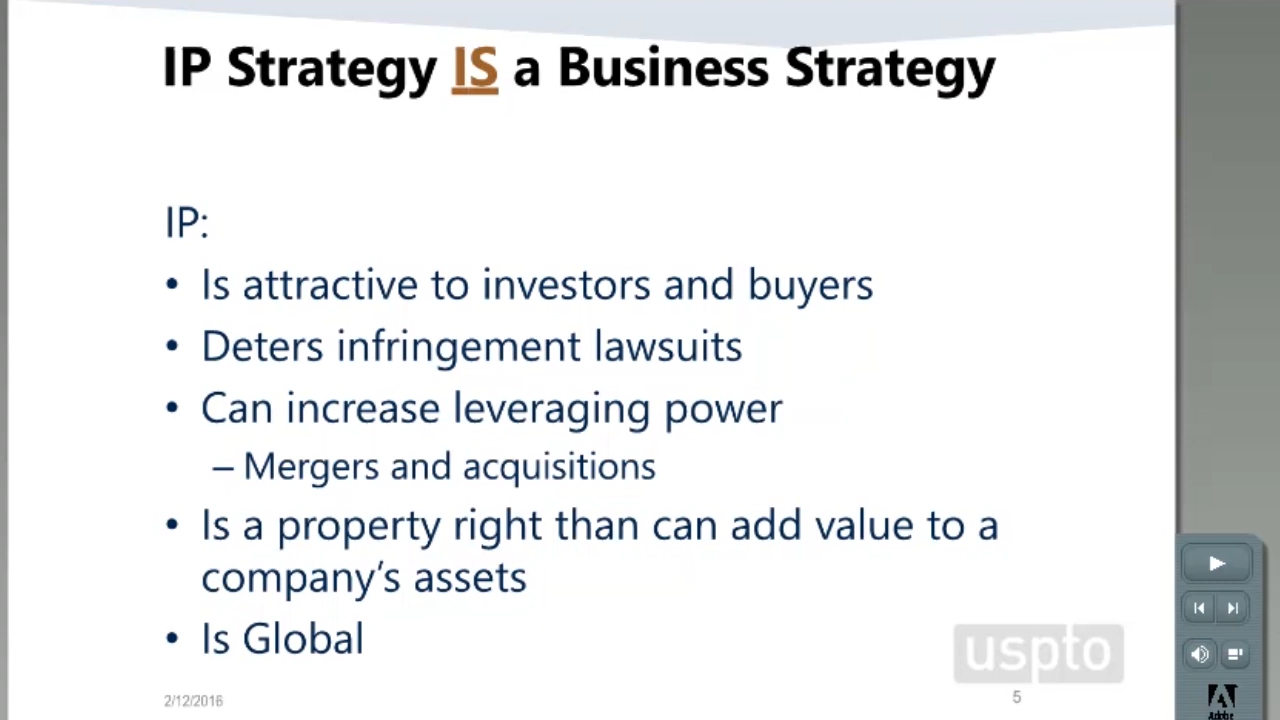 IP Strategy IS a Business Strategy
IP:
• Is attractive to investors and buyers
• Deters infringement lawsuits
• Can increase leveraging power
– Mergers and acquisitions
• Is a property right than can add value to a
company's assets
• Is Global
uspto
2/12/2016
5
Adobe